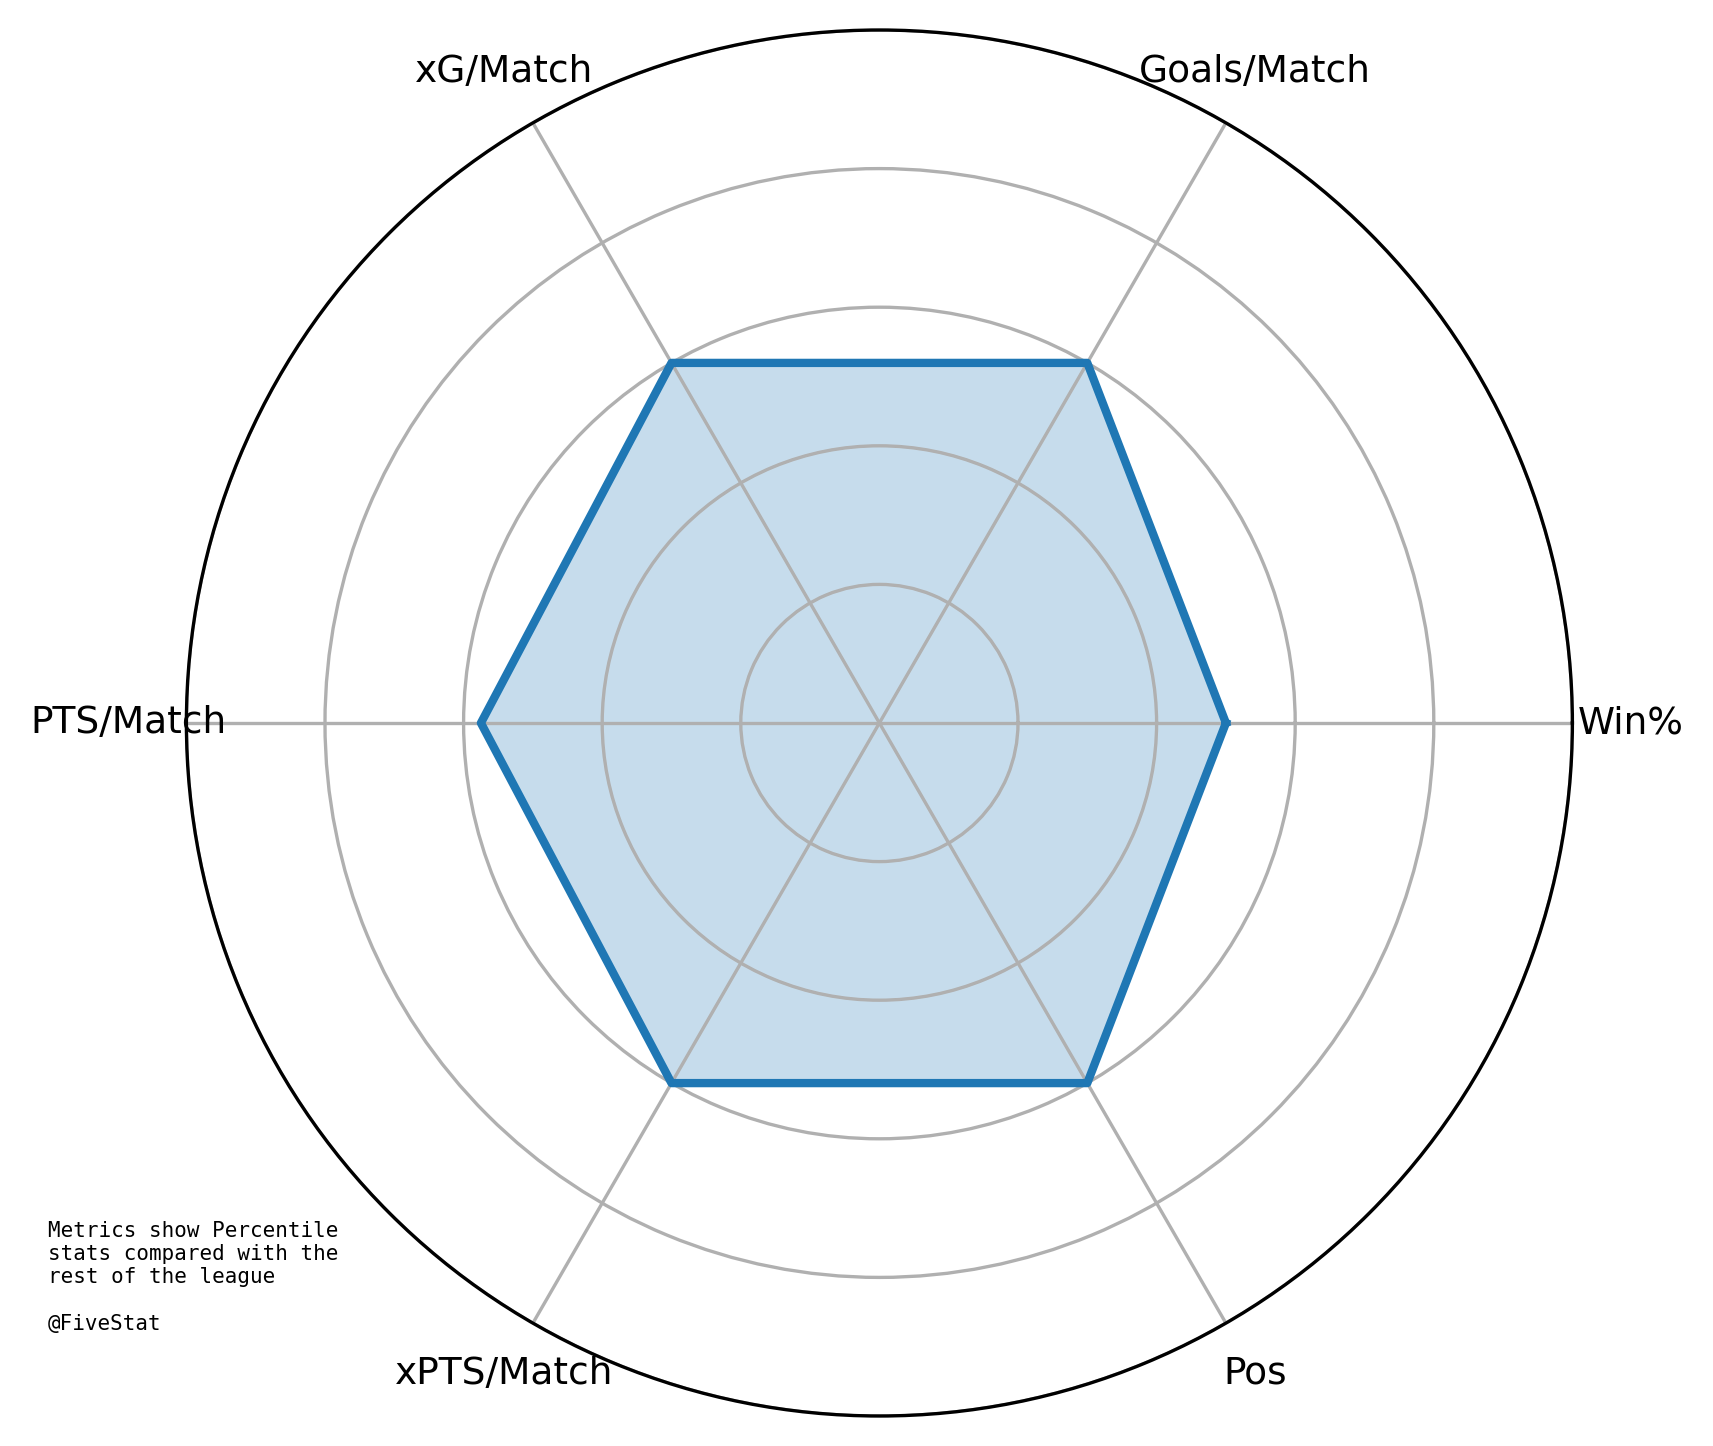 xG/Match
Goals/Match
PTS/Match
Win%
Metrics show Percentile
stats compared with the
rest of the league
@FiveStat
xPTS/Match
Pos